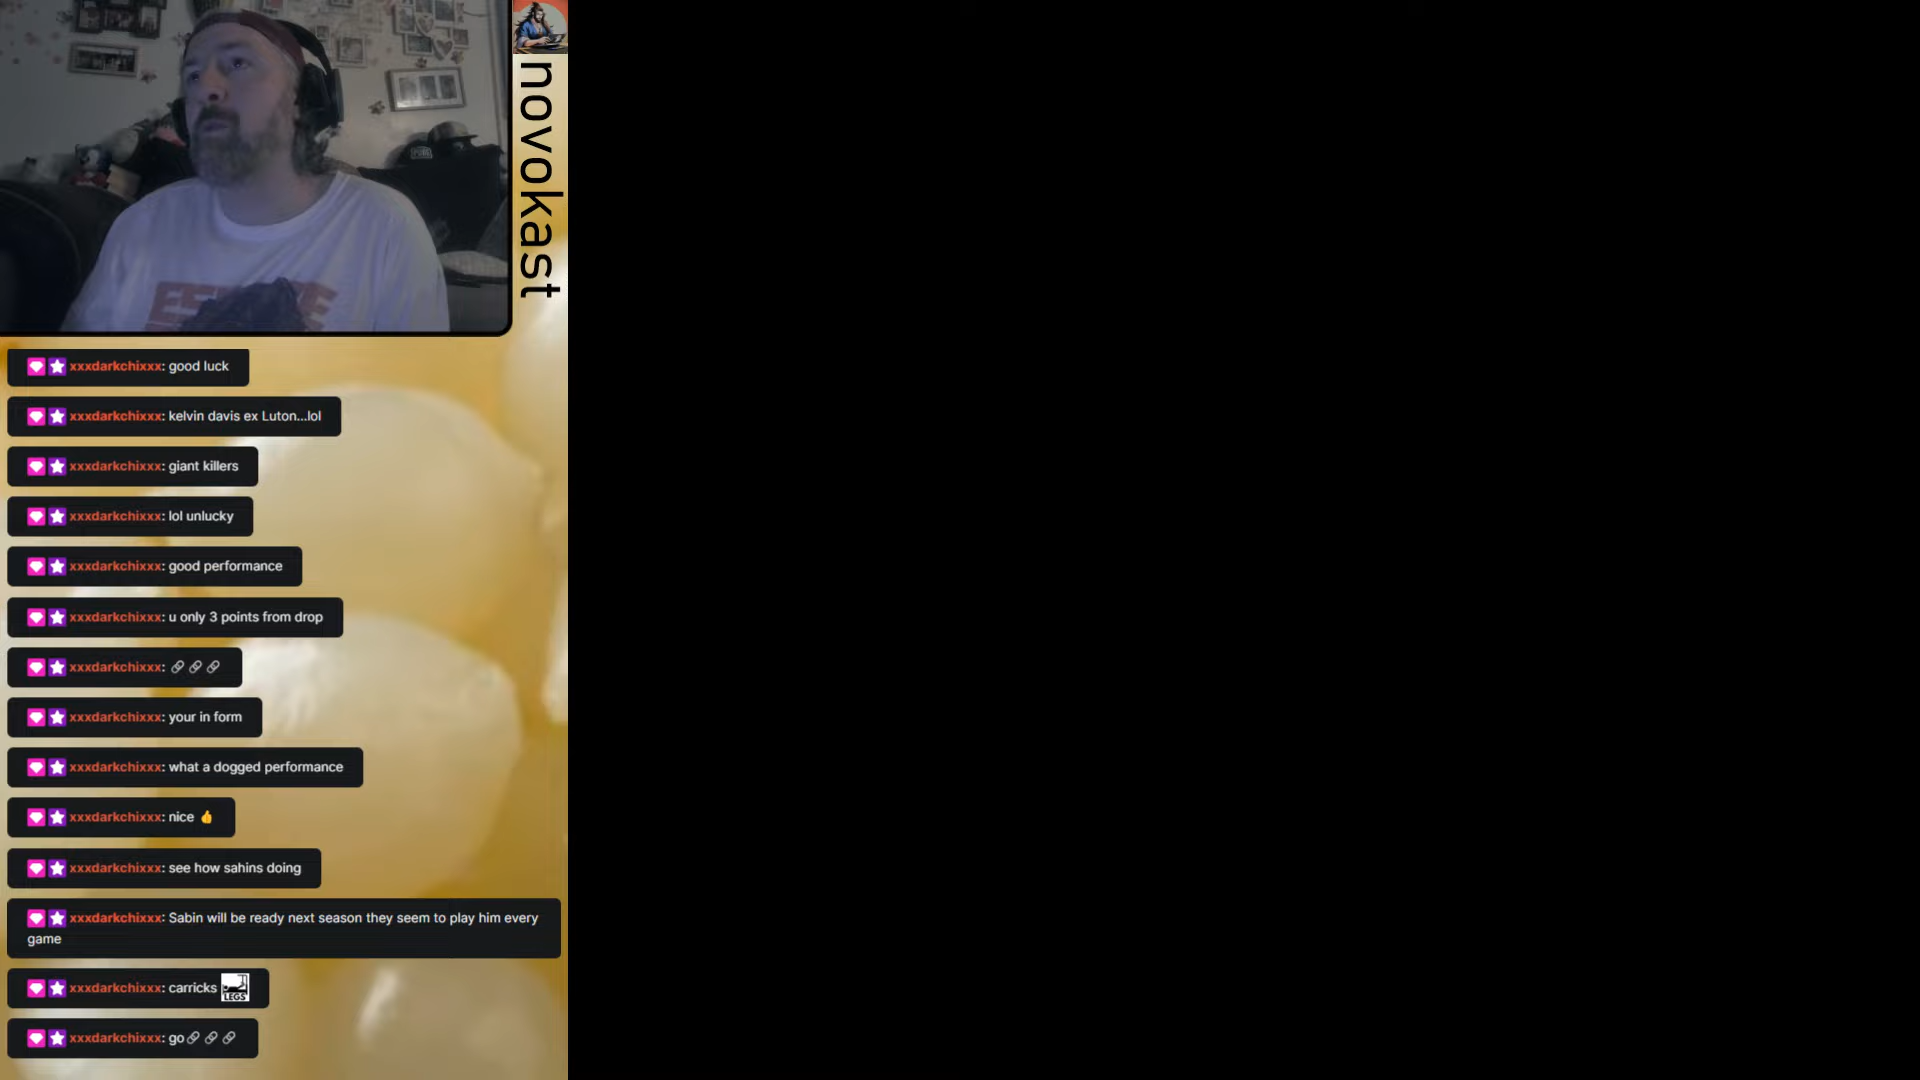 novokast
xxxdarkchixxx: good luck
xxxdarkchixxx: kelvin davis ex Luton...lol
xxxdarkchixxx: giant killers
xxxdarkchixxx: lol unlucky
xxxdarkchixxx: good performance
xxxdarkchixxx: u only 3 points from drop
xxxdarkchixxx: 🔗 🔗 🔗
xxxdarkchixxx: your in form
xxxdarkchixxx: what a dogged performance
xxxdarkchixxx: nice 👍
xxxdarkchixxx: see how sahins doing
xxxdarkchixxx: Sabin will be ready next season they seem to play him every
game
xxxdarkchixxx: carricks LEGS
xxxdarkchixxx: go🔗 🔗 🔗